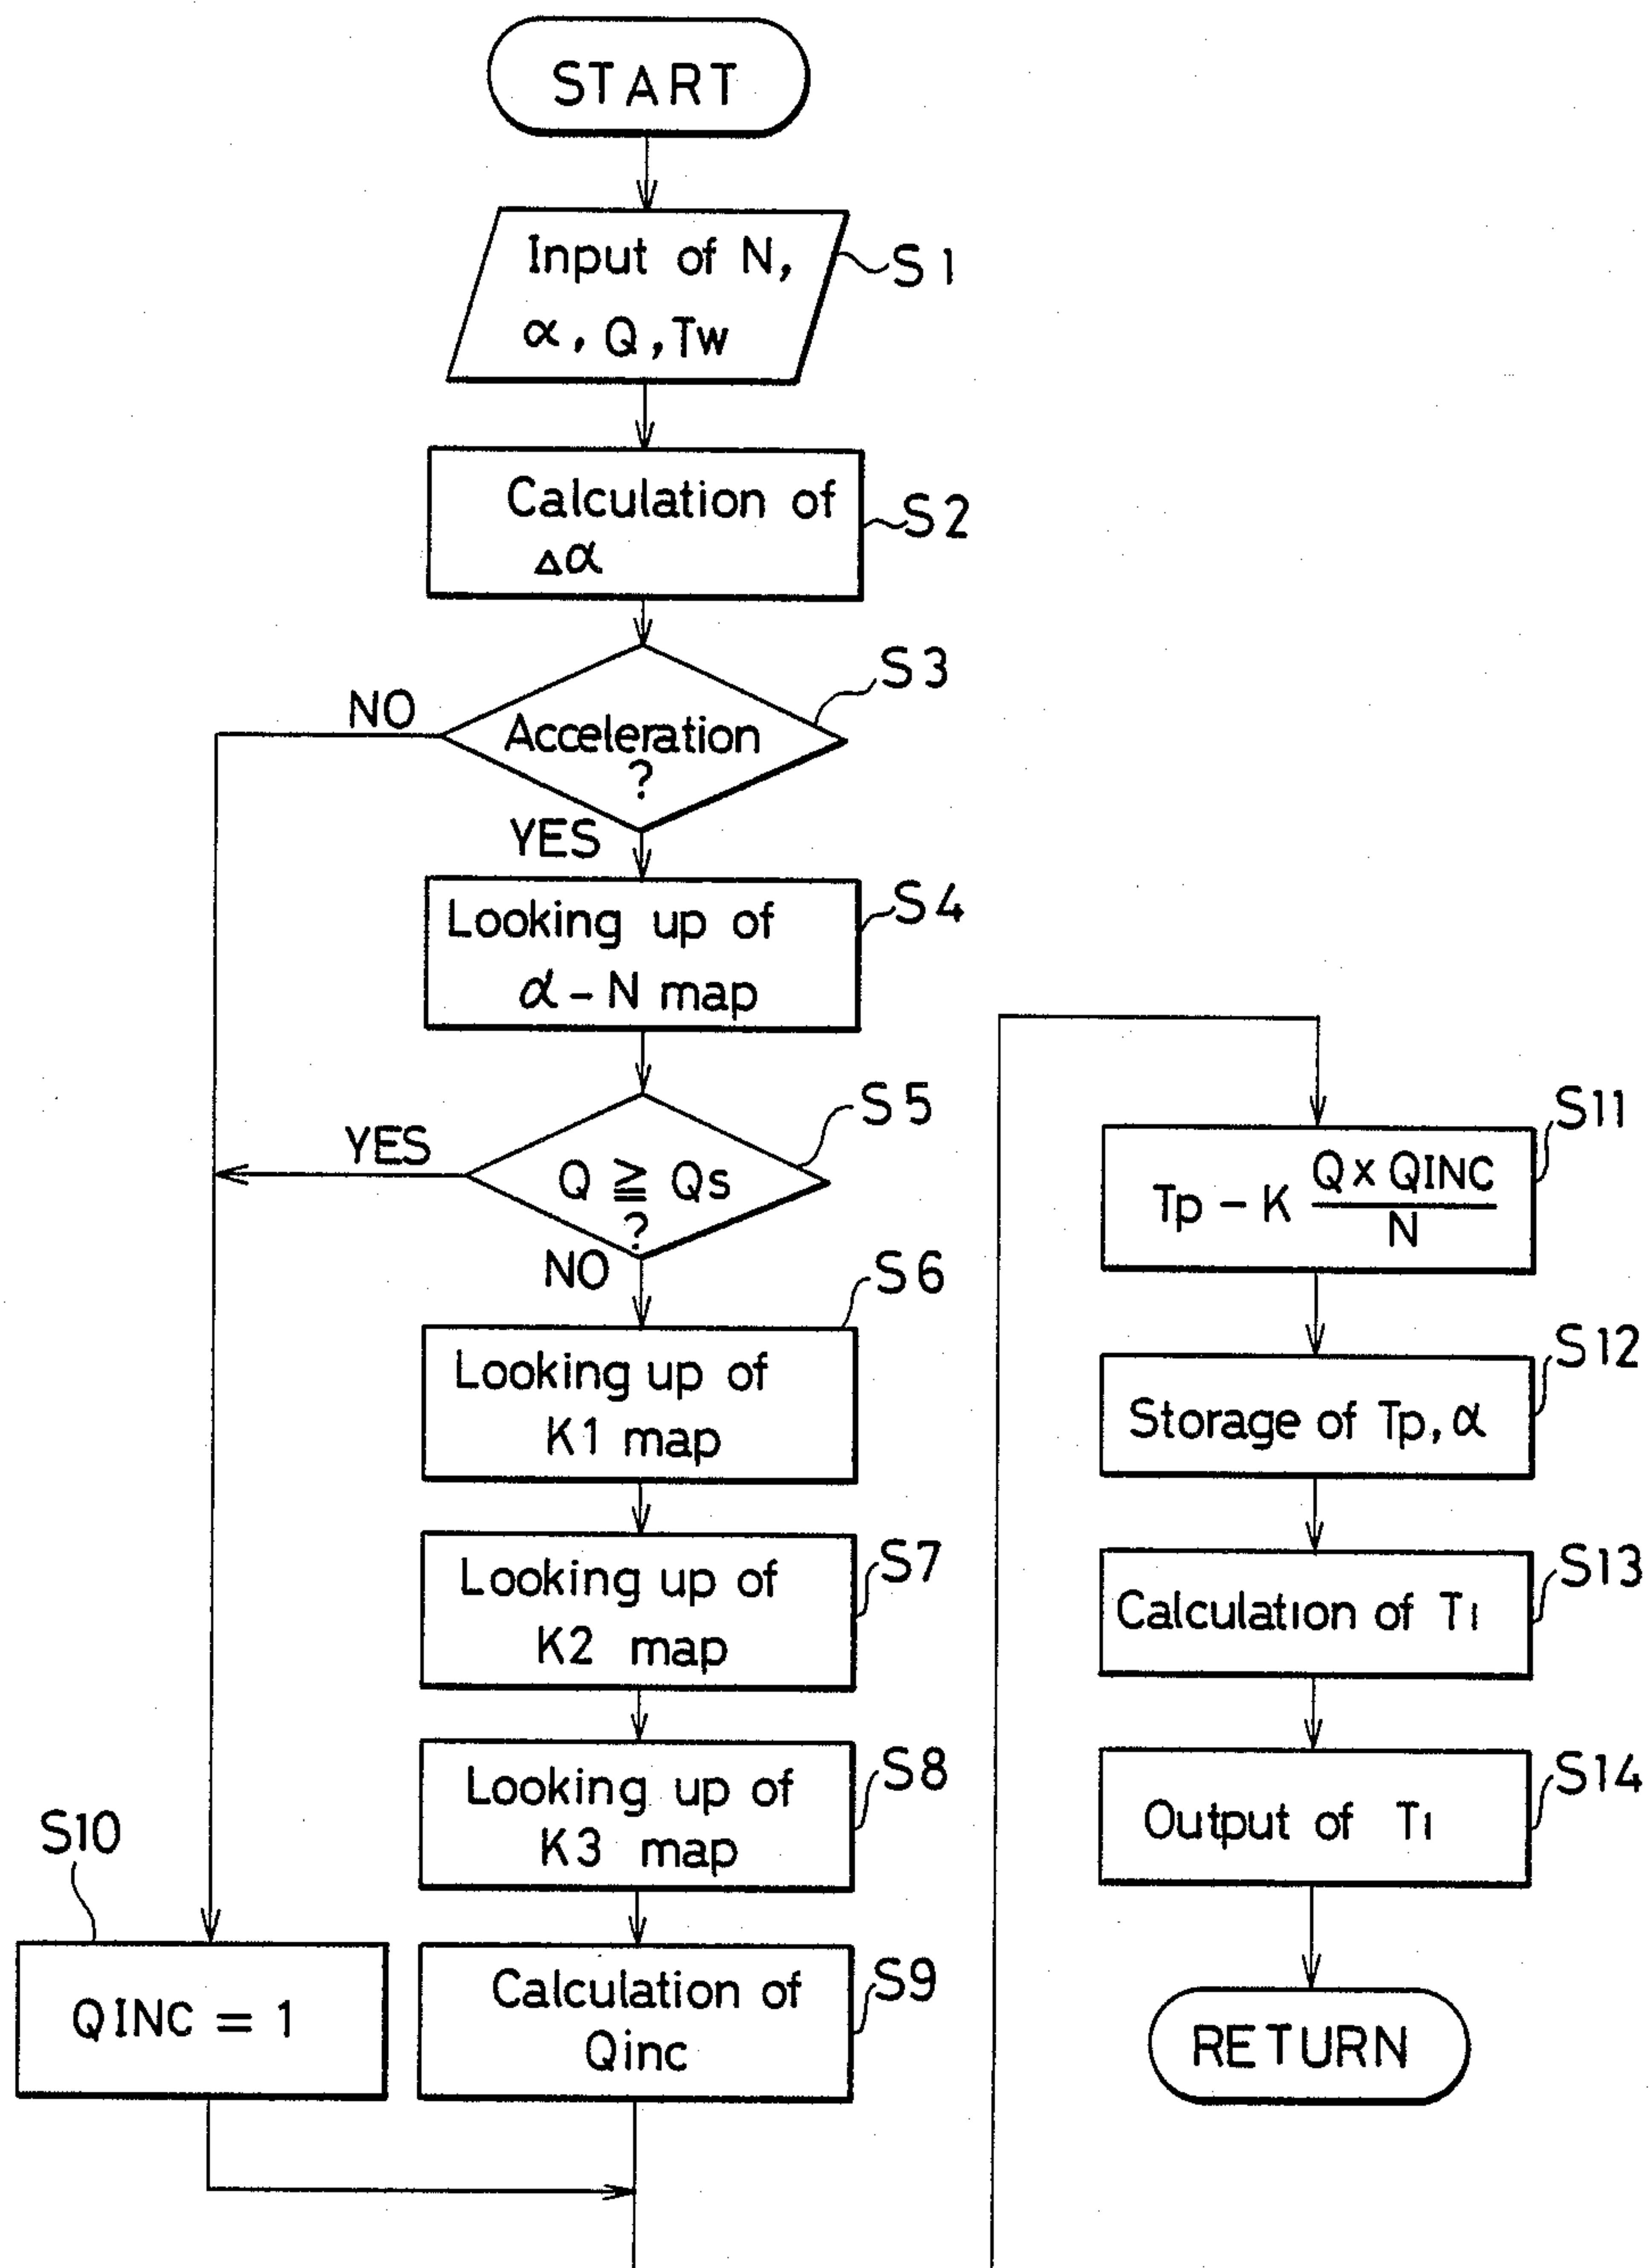 START
Input of N,
α, Q, Tw
S1
Calculation of
Δα
S2
Acceleration
?
S3
NO
YES
Looking up of
α - N map
S4
Q ≧ Qs
?
S5
YES
NO
Looking up of
K1 map
S6
Looking up of
K2 map
S7
Looking up of
K3 map
S8
Calculation of
Qinc
S9
S10
QINC = 1
Tp - K Q x QINC
N
S11
Storage of Tp, α
S12
Calculation of Tı
S13
Output of Tı
S14
RETURN